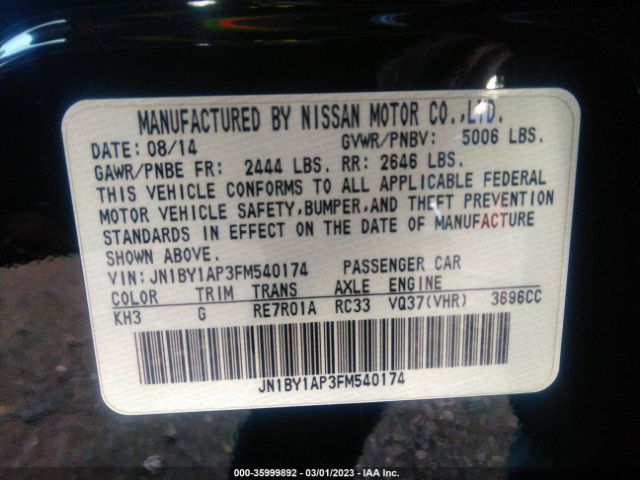 MANUFACTURED BY NISSAN MOTOR CO.,LTD.
DATE: 08/14 GVWR/PNBV: 5006 LBS.
GAWR/PNBE FR: 2444 LBS. RR: 2646 LBS.
THIS VEHICLE CONFORMS TO ALL APPLICABLE FEDERAL
MOTOR VEHICLE SAFETY,BUMPER,AND THEFT PREVENTION
STANDARDS IN EFFECT ON THE DATE OF MANUFACTURE
SHOWN ABOVE.
VIN: JN1BY1AP3FM540174 PASSENGER CAR
COLOR TRIM TRANS AXLE ENGINE
KH3 G RE7R01A RC33 VQ37(VHR) 3696CC
JN1BY1AP3FM540174
000-35999892 — 03/01/2023 — IAA Inc.